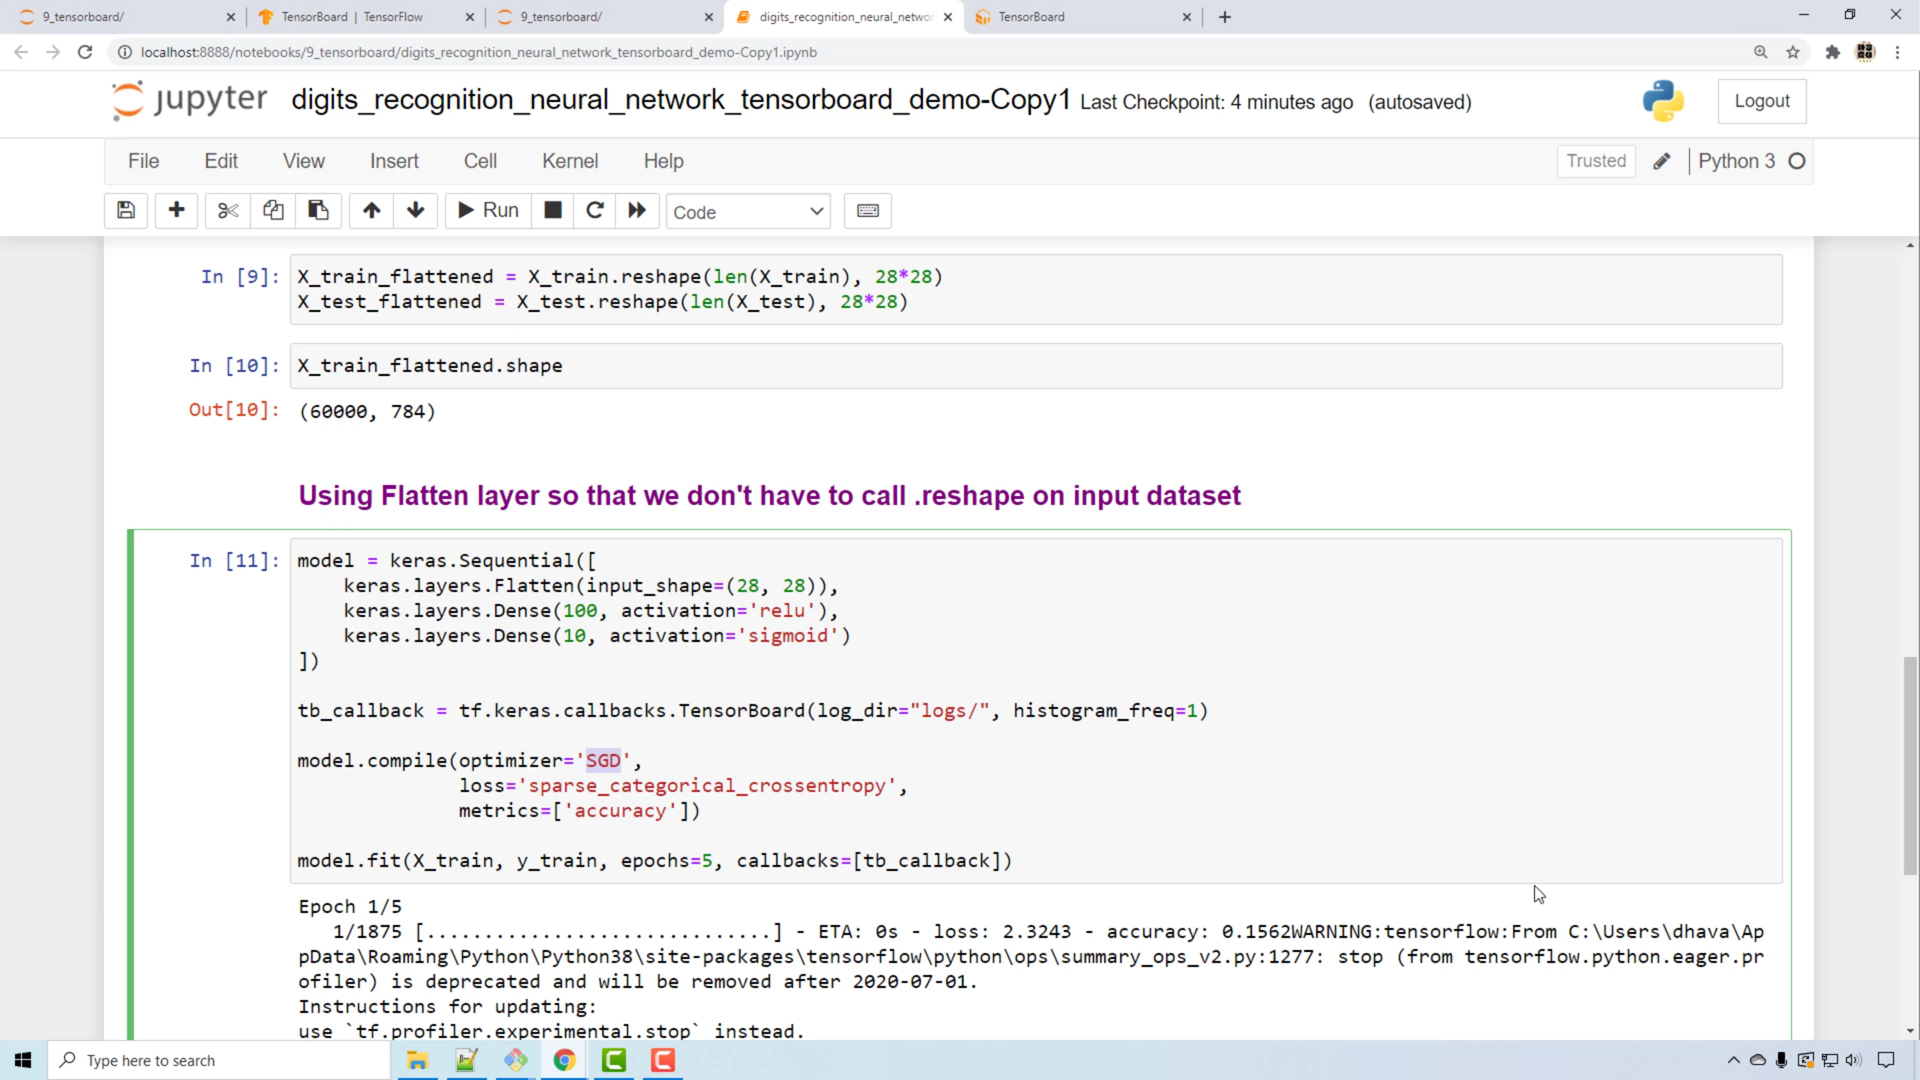 9_tensorboard/
TensorBoard | TensorFlow
9_tensorboard/
digits_recognition_neural_netwo
TensorBoard
localhost:8888/notebooks/9_tensorboard/digits_recognition_neural_network_tensorboard_demo-Copy1.ipynb
jupyter digits_recognition_neural_network_tensorboard_demo-Copy1 Last Checkpoint: 4 minutes ago (autosaved)
Logout
File Edit View Insert Cell Kernel Help
Trusted Python 3
Run Code
In [9]: X_train_flattened = X_train.reshape(len(X_train), 28*28)
X_test_flattened = X_test.reshape(len(X_test), 28*28)
In [10]: X_train_flattened.shape
Out[10]: (60000, 784)
Using Flatten layer so that we don't have to call .reshape on input dataset
In [11]: model = keras.Sequential([
keras.layers.Flatten(input_shape=(28, 28)),
keras.layers.Dense(100, activation='relu'),
keras.layers.Dense(10, activation='sigmoid')
])
tb_callback = tf.keras.callbacks.TensorBoard(log_dir="logs/", histogram_freq=1)
model.compile(optimizer='SGD',
loss='sparse_categorical_crossentropy',
metrics=['accuracy'])
model.fit(X_train, y_train, epochs=5, callbacks=[tb_callback])
Epoch 1/5
1/1875 [..............................] - ETA: 0s - loss: 2.3243 - accuracy: 0.1562WARNING:tensorflow:From C:\Users\dhava\Ap
pData\Roaming\Python\Python38\site-packages\tensorflow\python\ops\summary_ops_v2.py:1277: stop (from tensorflow.python.eager.pr
ofiler) is deprecated and will be removed after 2020-07-01.
Instructions for updating:
use `tf.profiler.experimental.stop` instead.
Type here to search